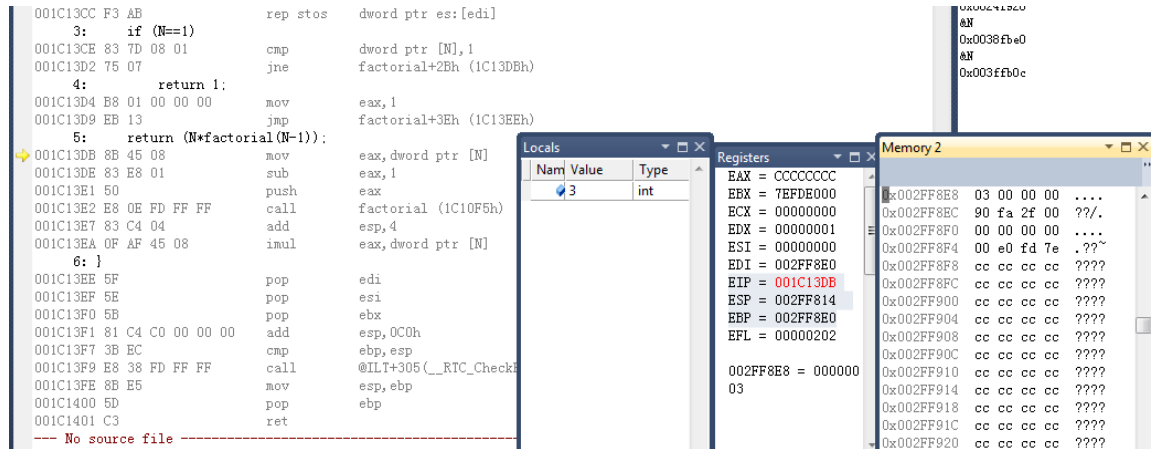 001C13CC F3 AB rep stos dword ptr es:[edi]
3: if (N==1)
001C13CE 83 7D 08 01 cmp dword ptr [N],1
001C13D2 75 07 jne factorial+2Bh (1C13DBh)
4: return 1;
001C13D4 B8 01 00 00 00 mov eax,1
001C13D9 EB 13 jmp factorial+3Eh (1C13EEh)
5: return (N*factorial(N-1));
001C13DB 8B 45 08 mov eax,dword ptr [N]
001C13DE 83 E8 01 sub eax,1
001C13E1 50 push eax
001C13E2 E8 0E FD FF FF call factorial (1C10F5h)
001C13E7 83 C4 04 add esp,4
001C13EA 0F AF 45 08 imul eax,dword ptr [N]
6: }
001C13EE 5F pop edi
001C13EF 5E pop esi
001C13F0 5B pop ebx
001C13F1 81 C4 C0 00 00 00 add esp,0C0h
001C13F7 3B EC cmp ebp,esp
001C13F9 E8 38 FD FF FF call @ILT+305(__RTC_CheckE
001C13FE 8B E5 mov esp,ebp
001C1400 5D pop ebp
001C1401 C3 ret
--- No source file ---
&N
0x0038fbe0
&N
0x003ffb0c
Locals
Nam Value Type
3 int
Registers
EAX = CCCCCCCC
EBX = 7EFDE000
ECX = 00000000
EDX = 00000001
ESI = 00000000
EDI = 002FF8E0
EIP = 001C13DB
ESP = 002FF814
EBP = 002FF8E0
EFL = 00000202
002FF8E8 = 000000
03
Memory 2
0x002FF8E8 03 00 00 00 ....
0x002FF8EC 90 fa 2f 00 ??/.
0x002FF8F0 00 00 00 00 ....
0x002FF8F4 00 e0 fd 7e .??~
0x002FF8F8 cc cc cc cc ????
0x002FF8FC cc cc cc cc ????
0x002FF900 cc cc cc cc ????
0x002FF904 cc cc cc cc ????
0x002FF908 cc cc cc cc ????
0x002FF90C cc cc cc cc ????
0x002FF910 cc cc cc cc ????
0x002FF914 cc cc cc cc ????
0x002FF918 cc cc cc cc ????
0x002FF91C cc cc cc cc ????
0x002FF920 cc cc cc cc ????